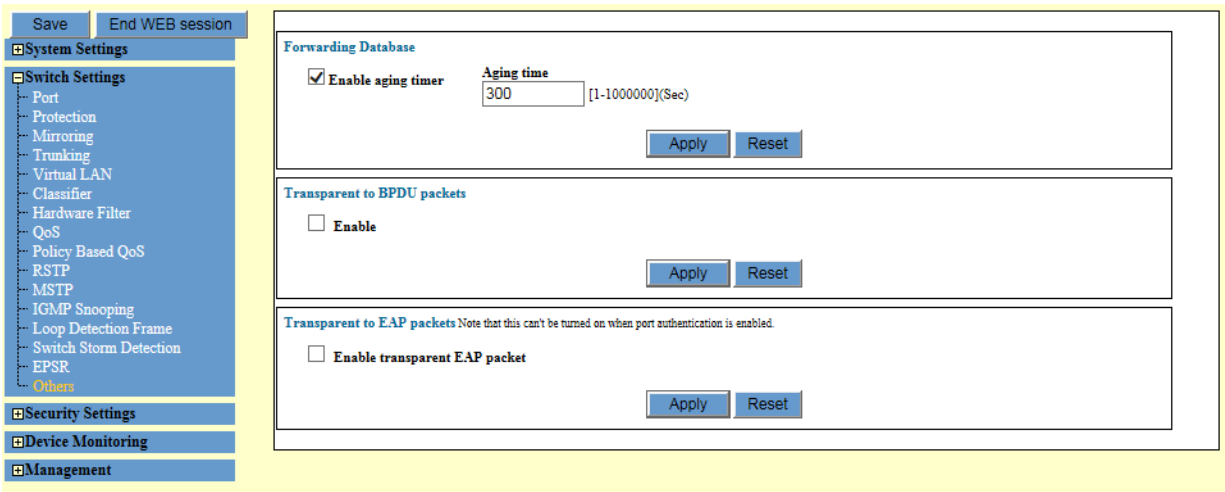 Save
End WEB session
System Settings
Switch Settings
Port
Protection
Mirroring
Trunking
Virtual LAN
Classifier
Hardware Filter
QoS
Policy Based QoS
RSTP
MSTP
IGMP Snooping
Loop Detection Frame
Switch Storm Detection
EPSR
Others
Security Settings
Device Monitoring
Management
Forwarding Database
Enable aging timer
Aging time
300 [1-1000000](Sec)
Apply Reset
Transparent to BPDU packets
Enable
Apply Reset
Transparent to EAP packets Note that this can't be turned on when port authentication is enabled.
Enable transparent EAP packet
Apply Reset